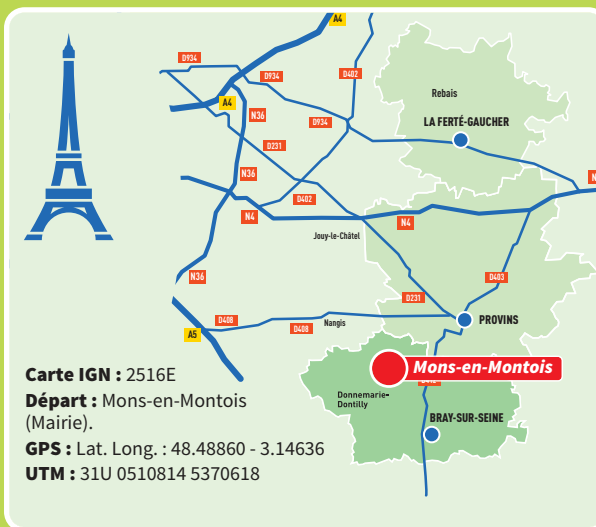 A4
D934
D934
D402
A4
Rebais
N36
D934
LA FERTÉ-GAUCHER
D231
N36
D402
N4
N4
Jouy-le-Châtel
N36
D403
D231
D408
Nangis
PROVINS
A5
D408
Mons-en-Montois
Donnemarie-
Dontilly
BRAY-SUR-SEINE
Carte IGN : 2516E
Départ : Mons-en-Montois
(Mairie).
GPS : Lat. Long. : 48.48860 - 3.14636
UTM : 31U 0510814 5370618